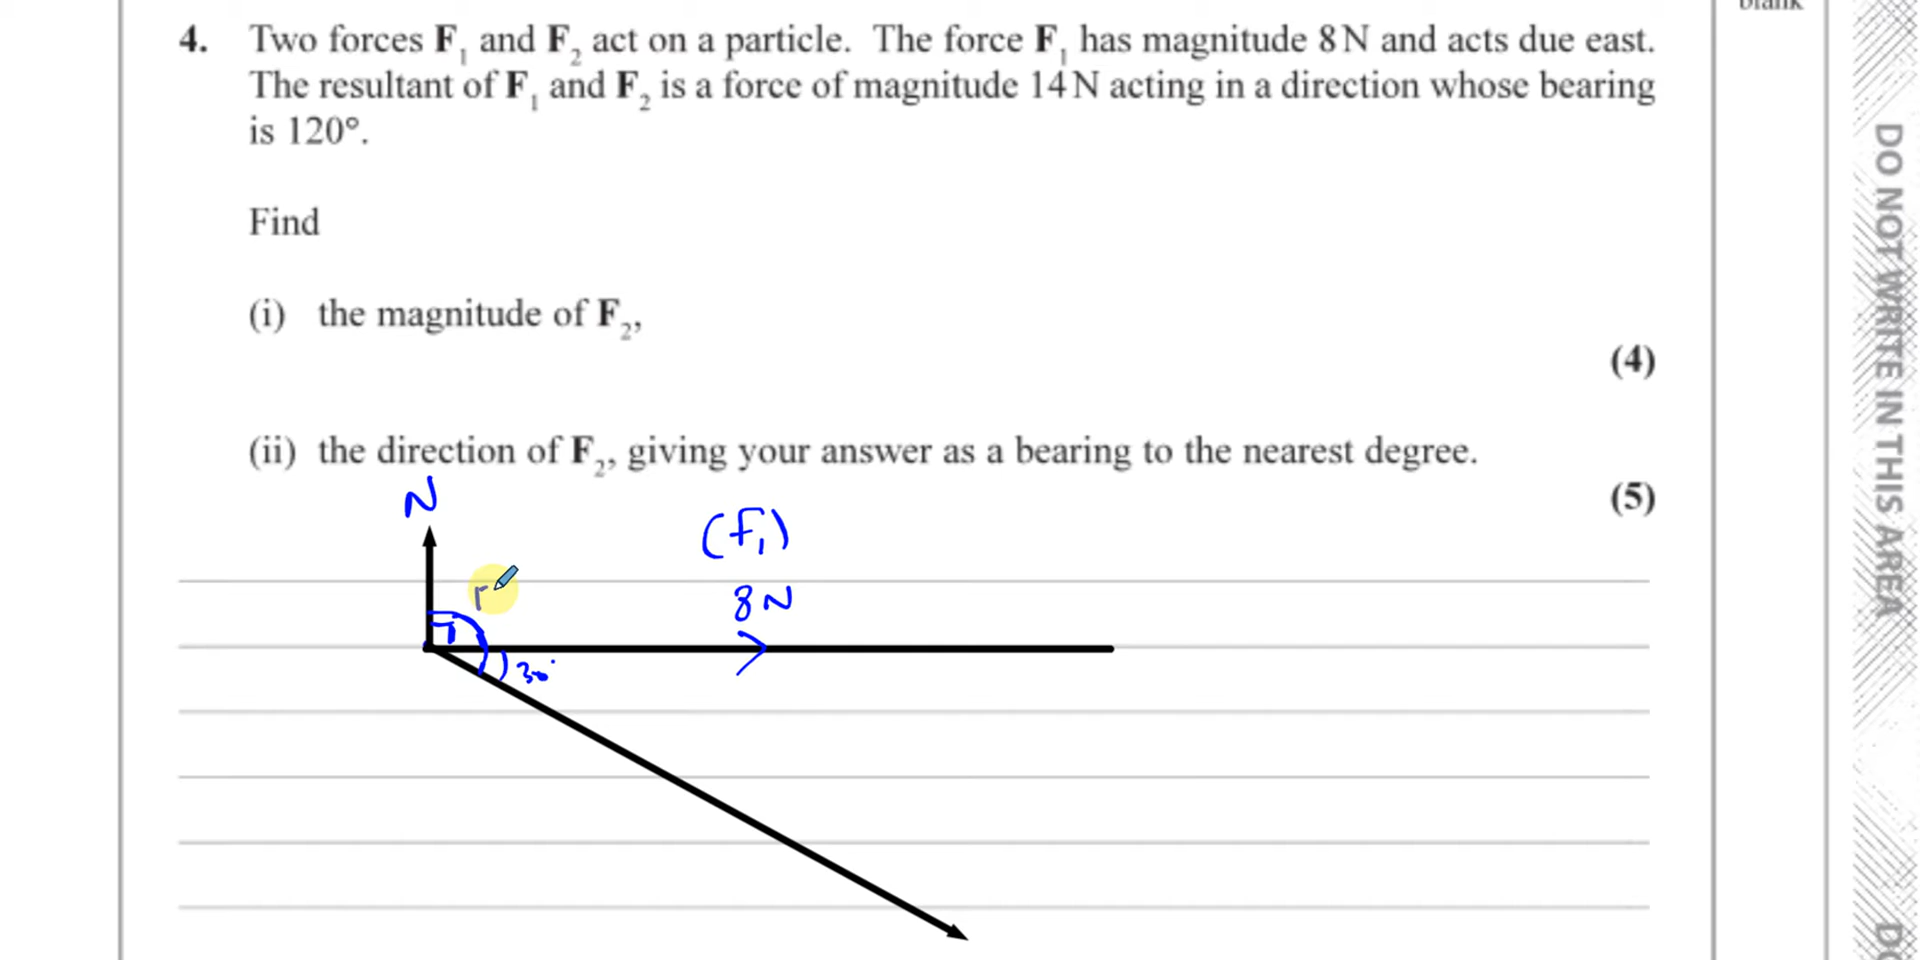 blank
4. Two forces F₁ and F₂ act on a particle. The force F₁ has magnitude 8 N and acts due east.
The resultant of F₁ and F₂ is a force of magnitude 14 N acting in a direction whose bearing
is 120°.
Find
(i) the magnitude of F₂,
(4)
(ii) the direction of F₂, giving your answer as a bearing to the nearest degree.
(5)
N
(F₁)
8 N
30°
DO NOT WRITE IN THIS AREA